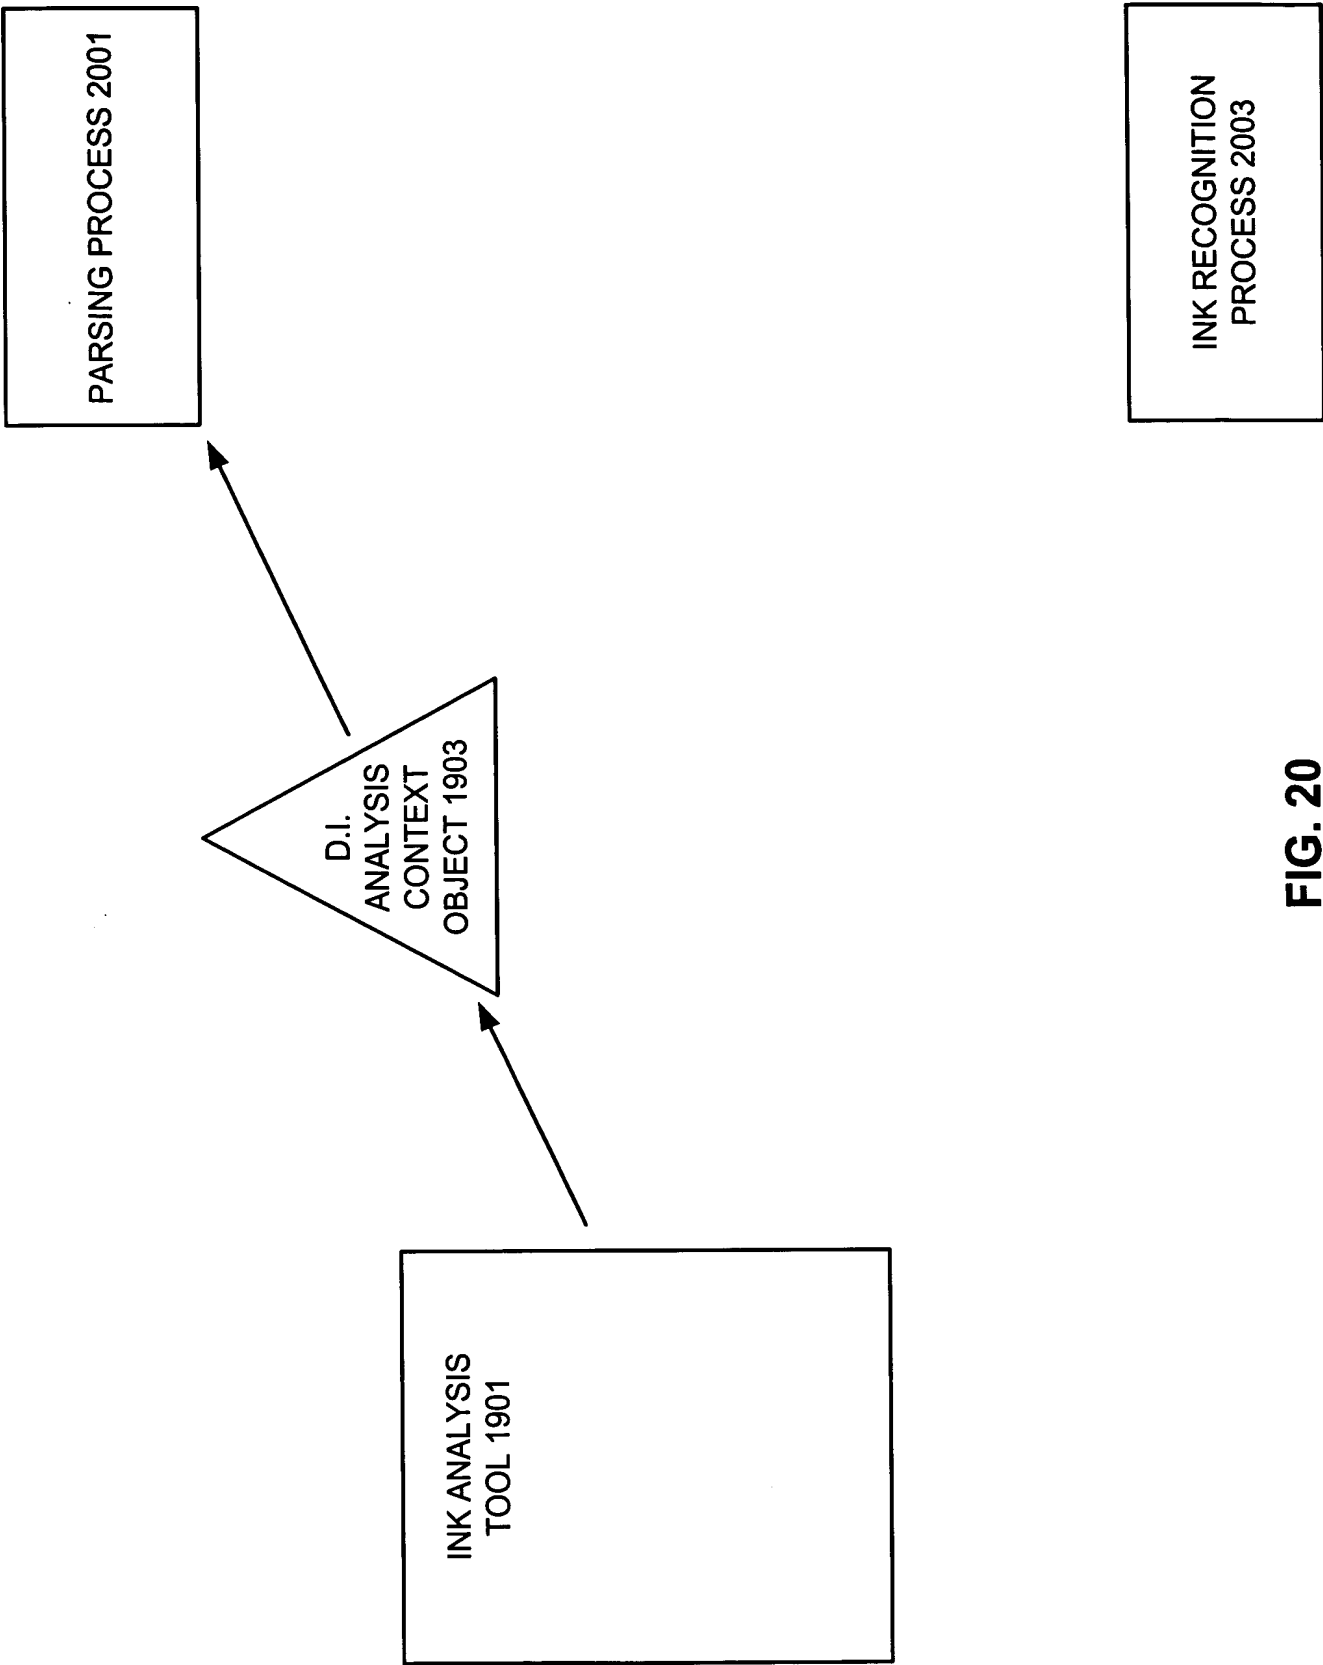 INK ANALYSIS
TOOL 1901
D.I.
ANALYSIS
CONTEXT
OBJECT 1903
PARSING PROCESS 2001
INK RECOGNITION
PROCESS 2003
FIG. 20